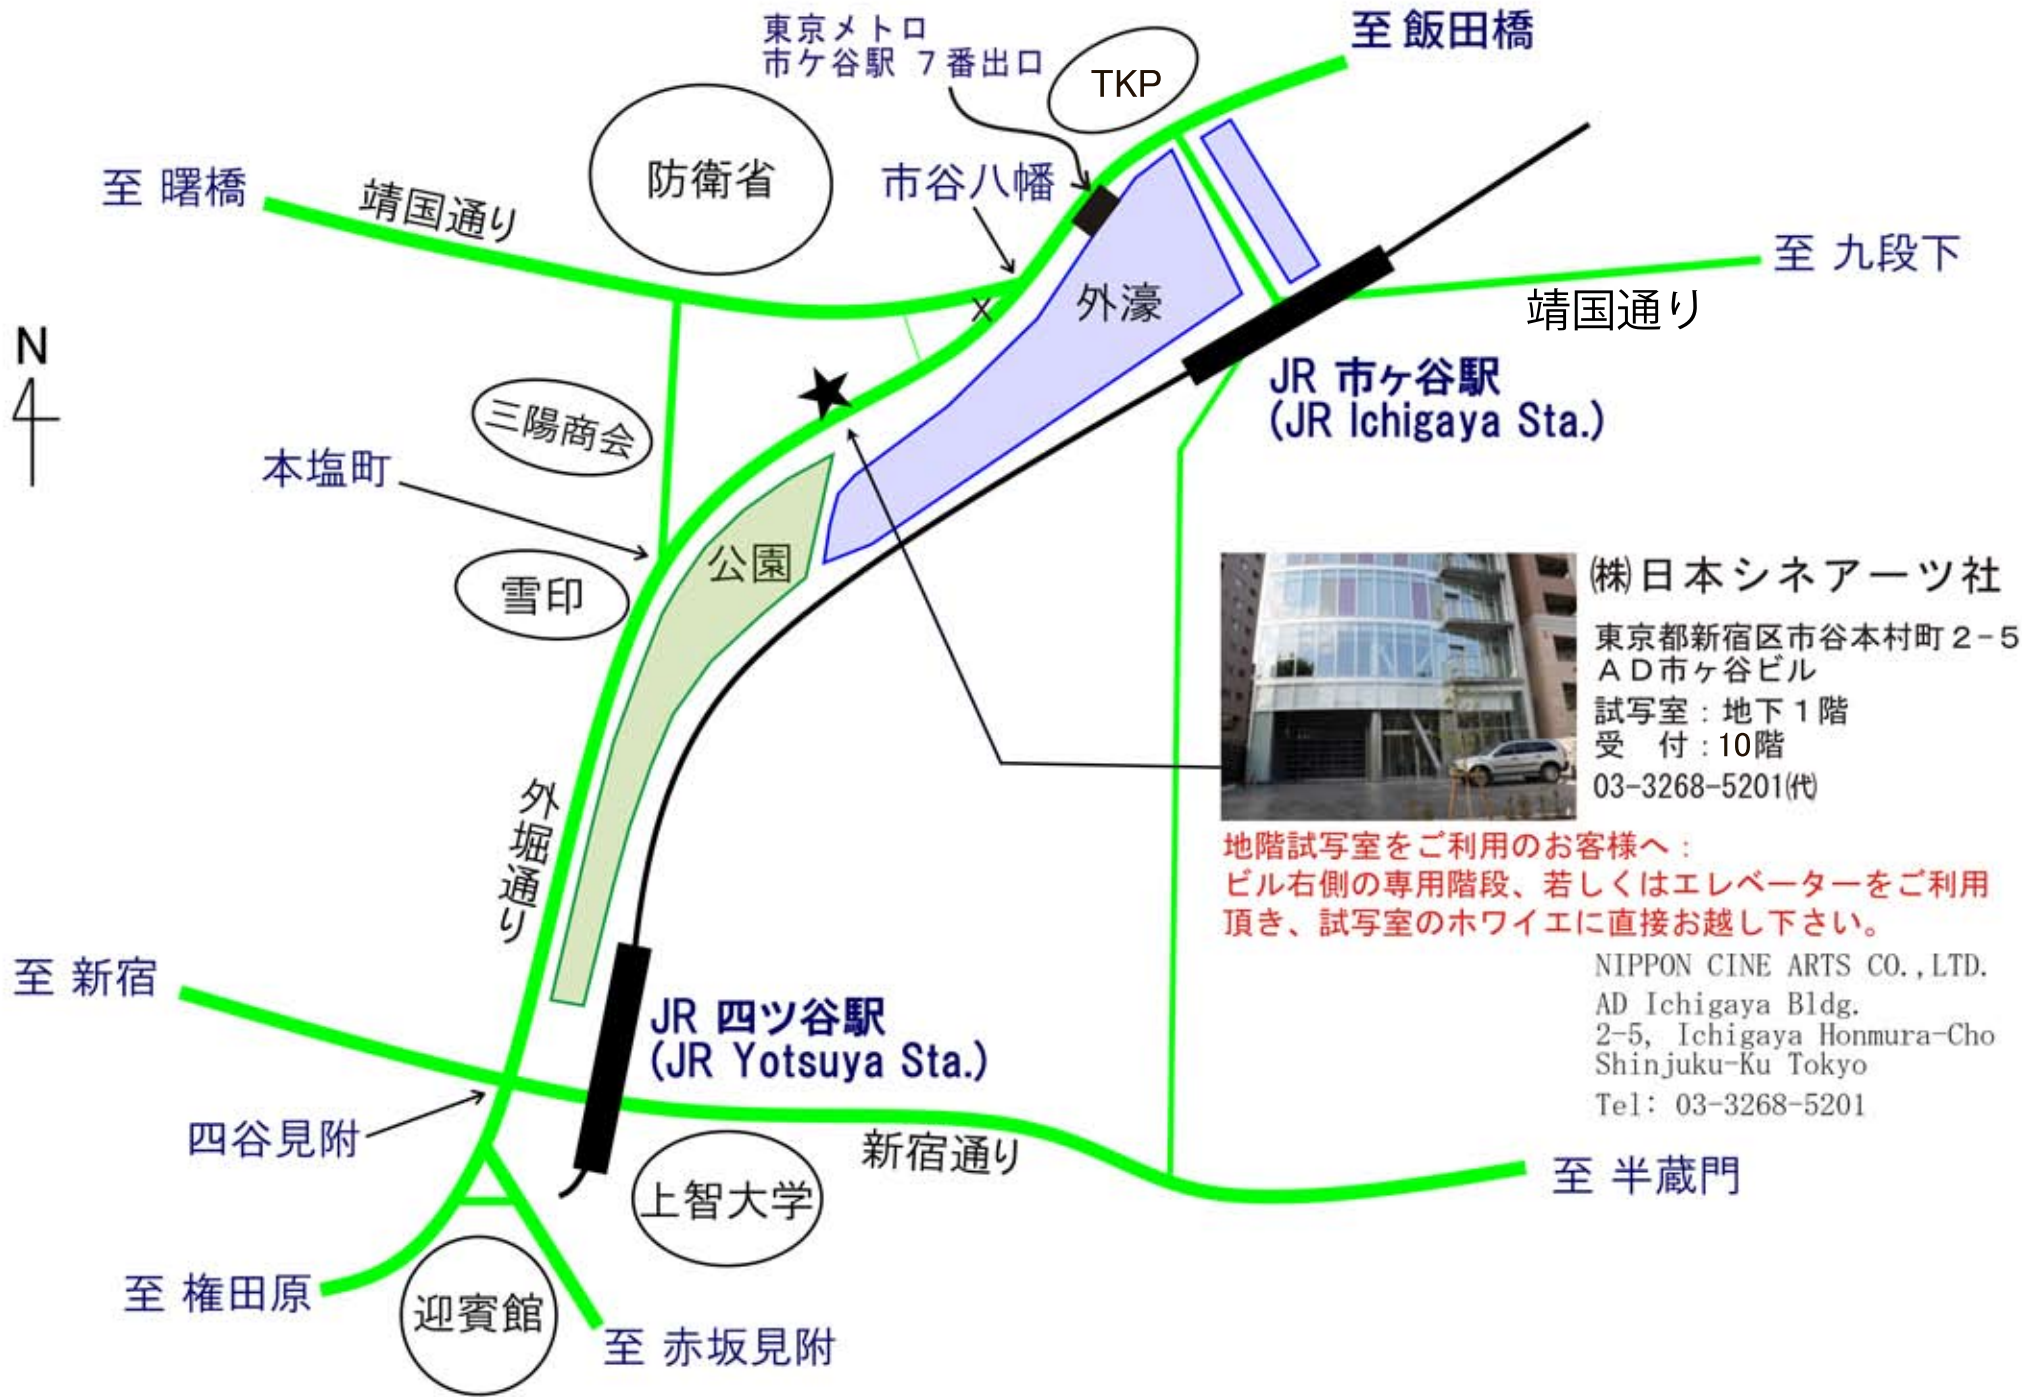 東京メトロ
市ケ谷駅 7番出口
TKP
至 飯田橋
防衛省
至 曙橋
靖国通り
市谷八幡
X
外濠
至 九段下
靖国通り
N
三陽商会
JR 市ヶ谷駅
(JR Ichigaya Sta.)
本塩町
雪印
公園
㈱日本シネアーツ社
東京都新宿区市谷本村町2-5
AD市ヶ谷ビル
試写室:地下1階
受 付:10階
03-3268-5201㈹
地階試写室をご利用のお客様へ:
ビル右側の専用階段、若しくはエレベーターをご利用
頂き、試写室のホワイエに直接お越し下さい。
NIPPON CINE ARTS CO.,LTD.
AD Ichigaya Bldg.
2-5, Ichigaya Honmura-Cho
Shinjuku-Ku Tokyo
Tel: 03-3268-5201
外堀通り
至 新宿
JR 四ツ谷駅
(JR Yotsuya Sta.)
四谷見附
新宿通り
上智大学
至 半蔵門
至 権田原
迎賓館
至 赤坂見附